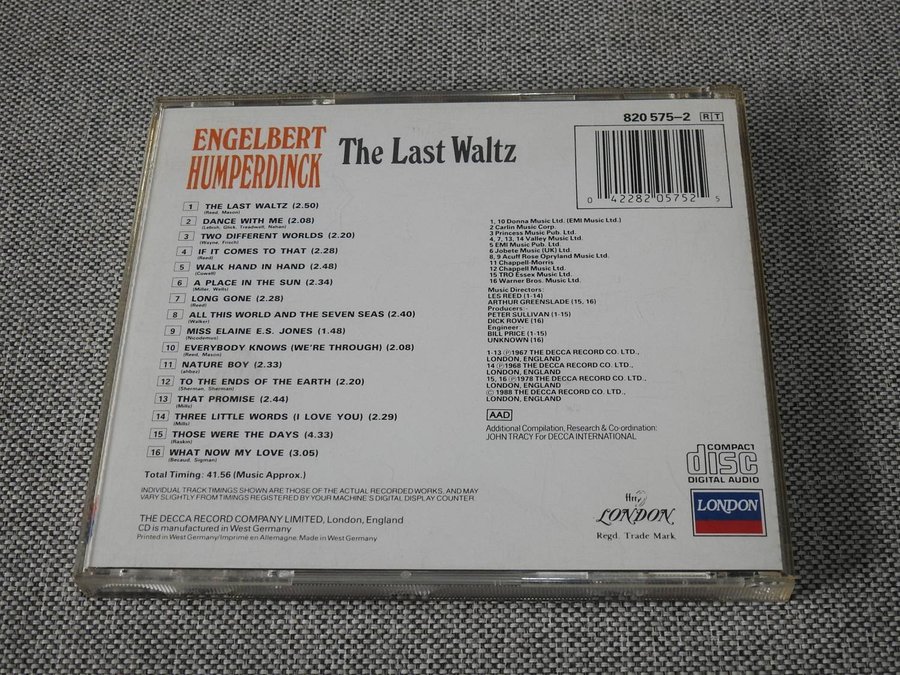 ENGELBERT
HUMPERDINCK
The Last Waltz
820 575-2 RT
0 42282 05752 5
1 THE LAST WALTZ (2.50)
(Reed, Mason)
2 DANCE WITH ME (2.08)
(Lebish, Glick, Treadwell, Nahan)
3 TWO DIFFERENT WORLDS (2.20)
(Wayne, Frisch)
4 IF IT COMES TO THAT (2.28)
(Reed)
5 WALK HAND IN HAND (2.48)
(Cowell)
6 A PLACE IN THE SUN (2.34)
(Miller, Wells)
7 LONG GONE (2.28)
(Reed)
8 ALL THIS WORLD AND THE SEVEN SEAS (2.40)
(Walker)
9 MISS ELAINE E.S. JONES (1.48)
(Nicodemus)
10 EVERYBODY KNOWS (WE'RE THROUGH) (2.08)
(Reed, Mason)
11 NATURE BOY (2.33)
(ahbez)
12 TO THE ENDS OF THE EARTH (2.20)
(Sherman, Sherman)
13 THAT PROMISE (2.44)
(Mills)
14 THREE LITTLE WORDS (I LOVE YOU) (2.29)
(Mills)
15 THOSE WERE THE DAYS (4.33)
(Raskin)
16 WHAT NOW MY LOVE (3.05)
(Becaud, Sigman)
Total Timing: 41.56 (Music Approx.)
INDIVIDUAL TRACK TIMINGS SHOWN ARE THOSE OF THE ACTUAL RECORDED WORKS, AND MAY
VARY SLIGHTLY FROM TIMINGS REGISTERED BY YOUR MACHINE'S DIGITAL DISPLAY COUNTER.
THE DECCA RECORD COMPANY LIMITED, London, England
CD is manufactured in West Germany
Printed in West Germany/Imprimé en Allemagne. Made in West Germany
1, 10 Donna Music Ltd. (EMI Music Ltd.)
2 Carlin Music Corp.
3 Princess Music Pub. Ltd.
4, 7, 13, 14 Valley Music Ltd.
5 EMI Music Pub. Ltd.
6 Jobete Music (UK) Ltd.
8, 9 Acuff Rose Opryland Music Ltd.
11 Chappell-Morris
12 Chappell Music Ltd.
15 TRO Essex Music Ltd.
16 Warner Bros. Music Ltd.
Music Directors:
LES REED (1-14)
ARTHUR GREENSLADE (15, 16)
Producers:-
PETER SULLIVAN (1-15)
DICK ROWE (16)
Engineer:-
BILL PRICE (1-15)
UNKNOWN (16)
1-13 ℗1967 THE DECCA RECORD CO. LTD.,
LONDON, ENGLAND
14 ℗1968 THE DECCA RECORD CO. LTD.,
LONDON, ENGLAND
15, 16 ℗1978 THE DECCA RECORD CO. LTD.,
LONDON, ENGLAND
© 1988 THE DECCA RECORD CO. LTD.,
LONDON, ENGLAND
AAD
Additional Compilation, Research & Co-ordination:
JOHN TRACY For DECCA INTERNATIONAL
COMPACT
disc
DIGITAL AUDIO
ffrr
LONDON
Regd. Trade Mark
LONDON